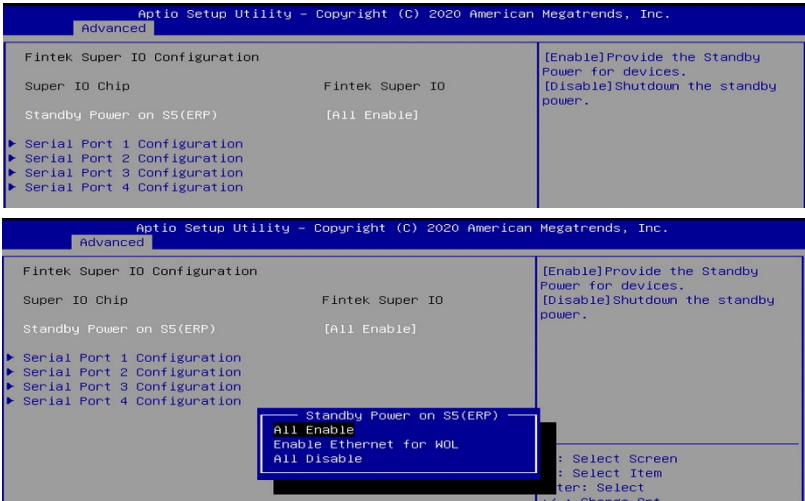 Aptio Setup Utility – Copyright (C) 2020 American Megatrends, Inc.
Advanced
Fintek Super IO Configuration
Super IO Chip Fintek Super IO
Standby Power on S5(ERP) [All Enable]
▶ Serial Port 1 Configuration
▶ Serial Port 2 Configuration
▶ Serial Port 3 Configuration
▶ Serial Port 4 Configuration
[Enable]Provide the Standby
Power for devices.
[Disable]Shutdown the standby
power.
Aptio Setup Utility – Copyright (C) 2020 American Megatrends, Inc.
Advanced
Fintek Super IO Configuration
Super IO Chip Fintek Super IO
Standby Power on S5(ERP) [All Enable]
▶ Serial Port 1 Configuration
▶ Serial Port 2 Configuration
▶ Serial Port 3 Configuration
▶ Serial Port 4 Configuration
[Enable]Provide the Standby
Power for devices.
[Disable]Shutdown the standby
power.
Standby Power on S5(ERP)
All Enable
Enable Ethernet for WOL
All Disable
: Select Screen
: Select Item
ter: Select
: Change Opt